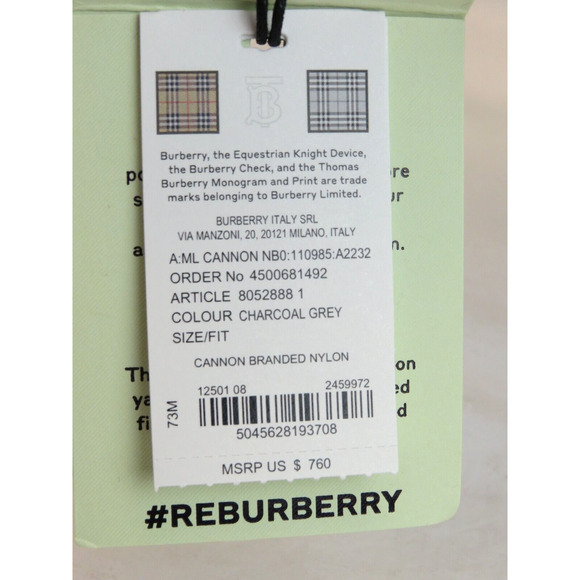 Burberry, the Equestrian Knight Device,
the Burberry Check, and the Thomas
Burberry Monogram and Print are trade
marks belonging to Burberry Limited.
BURBERRY ITALY SRL
VIA MANZONI, 20, 20121 MILANO, ITALY
A:ML CANNON NB0:110985:A2232
ORDER No 4500681492
ARTICLE 8052888 1
COLOUR CHARCOAL GREY
SIZE/FIT
CANNON BRANDED NYLON
12501 08 2459972
73M
5045628193708
MSRP US $ 760
#REBURBERRY